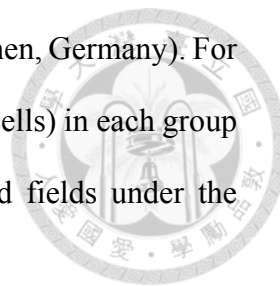 hen, Germany). For
ells) in each group
d fields under the